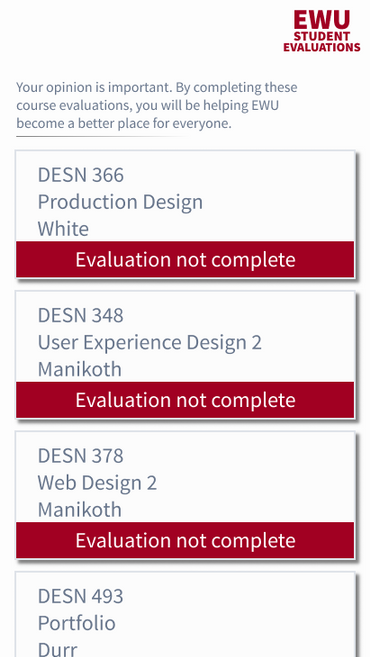 EWU
STUDENT
EVALUATIONS
Your opinion is important. By completing these
course evaluations, you will be helping EWU
become a better place for everyone.
DESN 366
Production Design
White
Evaluation not complete
DESN 348
User Experience Design 2
Manikoth
Evaluation not complete
DESN 378
Web Design 2
Manikoth
Evaluation not complete
DESN 493
Portfolio
Durr